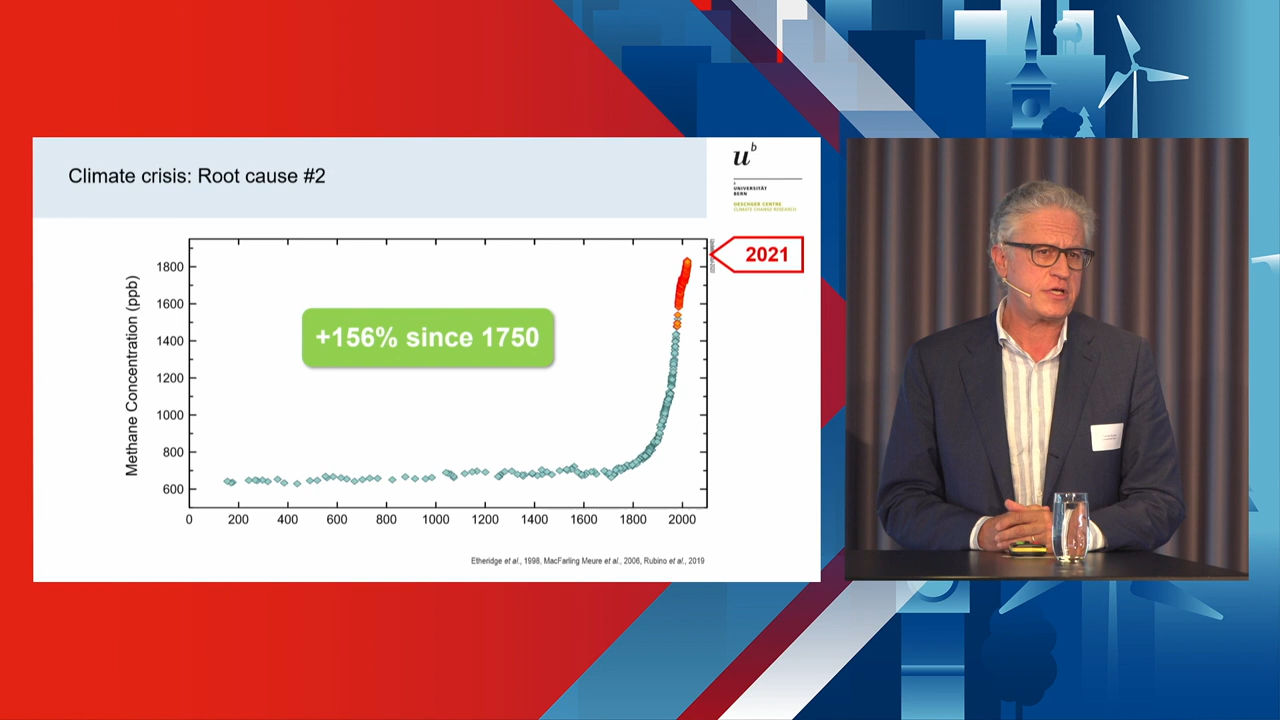 Climate crisis: Root cause #2
u b
b
UNIVERSITÄT
BERN
OESCHGER CENTRE
CLIMATE CHANGE RESEARCH
2021
+156% since 1750
Methane Concentration (ppb)
1800
1600
1400
1200
1000
800
600
0 200 400 600 800 1000 1200 1400 1600 1800 2000
Etheridge et al., 1998, MacFarling Meure et al., 2006, Rubino et al., 2019